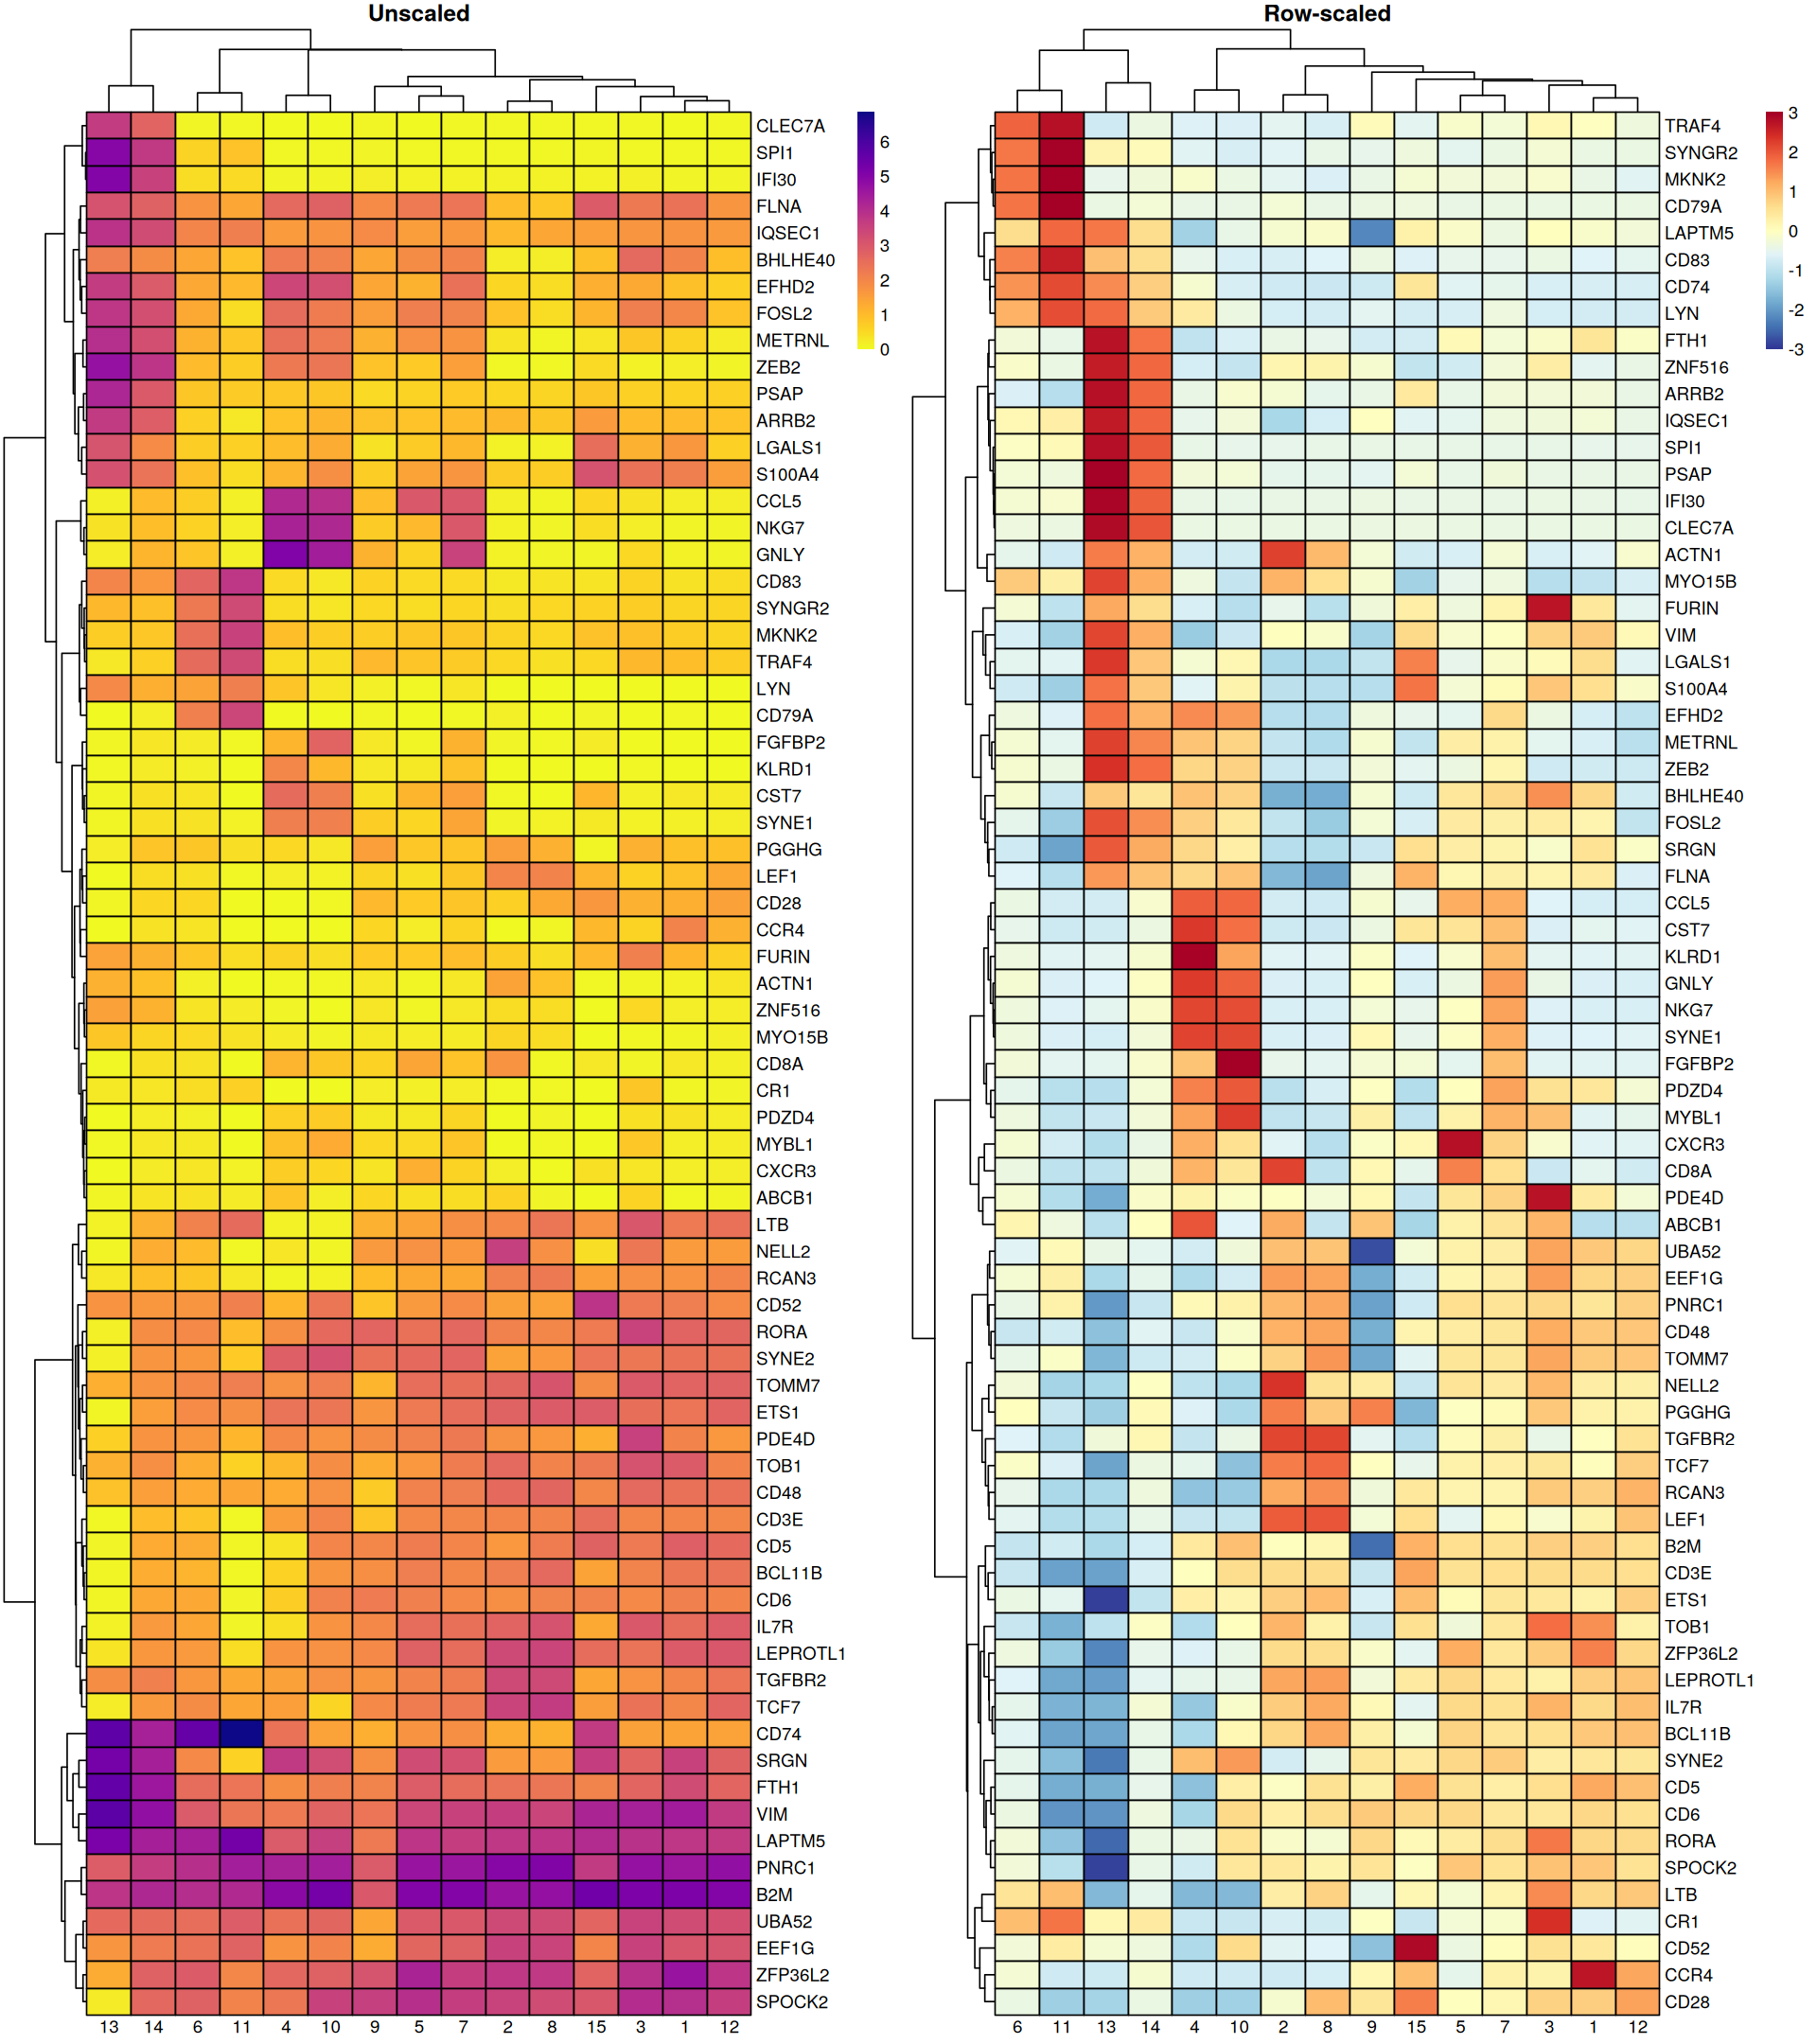 Unscaled
CLEC7A
SPI1
IFI30
FLNA
IQSEC1
BHLHE40
EFHD2
FOSL2
METRNL
ZEB2
PSAP
ARRB2
LGALS1
S100A4
CCL5
NKG7
GNLY
CD83
SYNGR2
MKNK2
TRAF4
LYN
CD79A
FGFBP2
KLRD1
CST7
SYNE1
PGGHG
LEF1
CD28
CCR4
FURIN
ACTN1
ZNF516
MYO15B
CD8A
CR1
PDZD4
MYBL1
CXCR3
ABCB1
LTB
NELL2
RCAN3
CD52
RORA
SYNE2
TOMM7
ETS1
PDE4D
TOB1
CD48
CD3E
CD5
BCL11B
CD6
IL7R
LEPROTL1
TGFBR2
TCF7
CD74
SRGN
FTH1
VIM
LAPTM5
PNRC1
B2M
UBA52
EEF1G
ZFP36L2
SPOCK2
13 14 6 11 4 10 9 5 7 2 8 15 3 1 12
6
5
4
3
2
1
0
Row-scaled
TRAF4
SYNGR2
MKNK2
CD79A
LAPTM5
CD83
CD74
LYN
FTH1
ZNF516
ARRB2
IQSEC1
SPI1
PSAP
IFI30
CLEC7A
ACTN1
MYO15B
FURIN
VIM
LGALS1
S100A4
EFHD2
METRNL
ZEB2
BHLHE40
FOSL2
SRGN
FLNA
CCL5
CST7
KLRD1
GNLY
NKG7
SYNE1
FGFBP2
PDZD4
MYBL1
CXCR3
CD8A
PDE4D
ABCB1
UBA52
EEF1G
PNRC1
CD48
TOMM7
NELL2
PGGHG
TGFBR2
TCF7
RCAN3
LEF1
B2M
CD3E
ETS1
TOB1
ZFP36L2
LEPROTL1
IL7R
BCL11B
SYNE2
CD5
CD6
RORA
SPOCK2
LTB
CR1
CD52
CCR4
CD28
6 11 13 14 4 10 2 8 9 15 5 7 3 1 12
3
2
1
0
-1
-2
-3